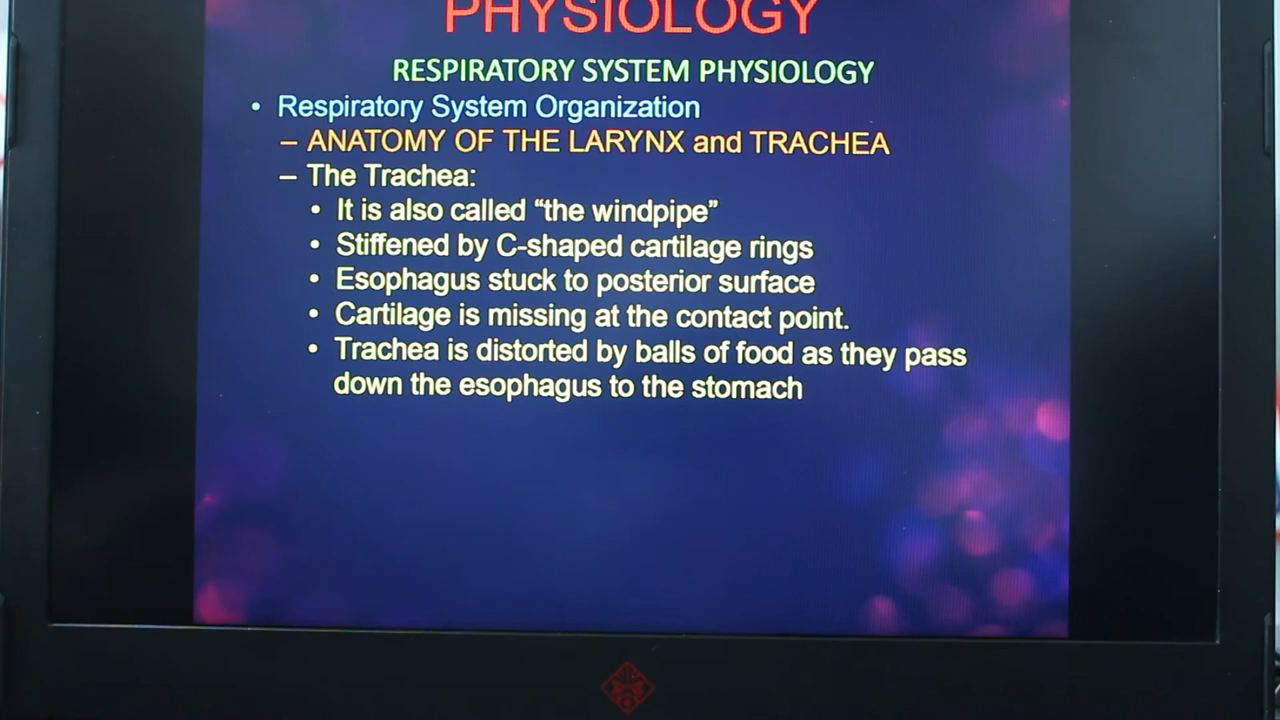 PHYSIOLOGY
RESPIRATORY SYSTEM PHYSIOLOGY
• Respiratory System Organization
– ANATOMY OF THE LARYNX and TRACHEA
– The Trachea:
• It is also called “the windpipe”
• Stiffened by C-shaped cartilage rings
• Esophagus stuck to posterior surface
• Cartilage is missing at the contact point.
• Trachea is distorted by balls of food as they pass
down the esophagus to the stomach